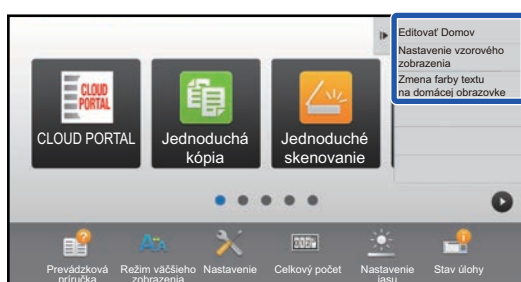 Editovať Domov
Nastavenie vzorového
zobrazenia
Zmena farby textu
na domácej obrazovke
CLOUD
PORTAL
CLOUD PORTAL
Jednoduchá
kópia
Jednoduché
skenovanie
Prevádzková
príručka
AAA
Režim väčšieho
zobrazenia
Nastavenie
Celkový počet
Nastavenie
jasu
Stav úlohy